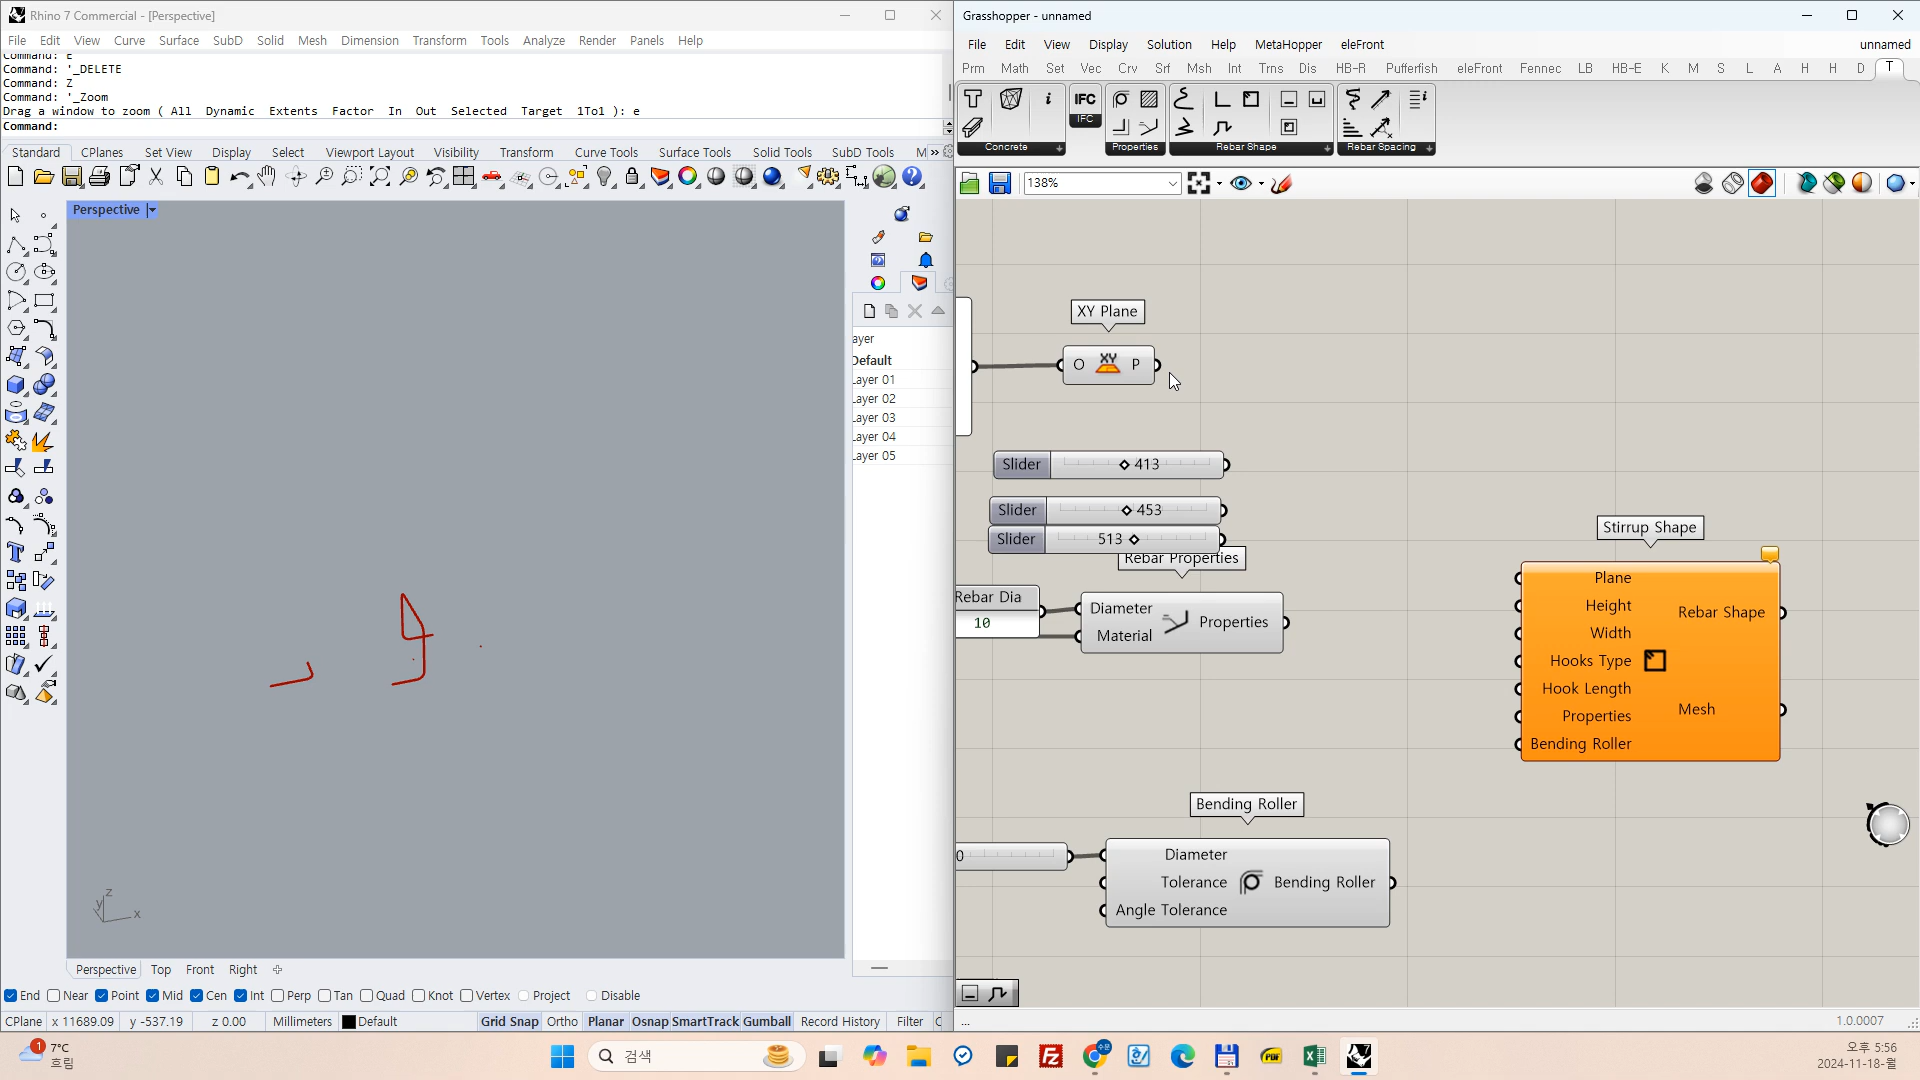 Rhino 7 Commercial - [Perspective]
File Edit View Curve Surface SubD Solid Mesh Dimension Transform Tools Analyze Render Panels Help
Command: E
Command: '_DELETE
Command: Z
Command: '_Zoom
Drag a window to zoom ( All Dynamic Extents Factor In Out Selected Target 1To1 ): e
Command:
Standard CPlanes Set View Display Select Viewport Layout Visibility Transform Curve Tools Surface Tools Solid Tools SubD Tools M »
Perspective
ayer
Default
Layer 01
Layer 02
Layer 03
Layer 04
Layer 05
z
y
x
Perspective Top Front Right
End Near Point Mid Cen Int Perp Tan Quad Knot Vertex Project Disable
CPlane x 11689.09 y -537.19 z 0.00 Millimeters Default Grid Snap Ortho Planar Osnap SmartTrack Gumball Record History Filter C
Grasshopper - unnamed
File Edit View Display Solution Help MetaHopper eleFront unnamed
Prm Math Set Vec Crv Srf Msh Int Trns Dis HB-R Pufferfish eleFront Fennec LB HB-E K M S L A H H D T
IFC
IFC
Concrete Properties Rebar Shape Rebar Spacing
138%
XY Plane
O XY P
Slider 413
Slider 453
Slider 513
Rebar Properties
Rebar Dia
10
Diameter
Material
Properties
Stirrup Shape
Plane
Height
Width
Hooks Type
Hook Length
Properties
Bending Roller
Rebar Shape
Mesh
Bending Roller
0
Diameter
Tolerance
Angle Tolerance
Bending Roller
... 1.0.0007
1
7°C
흐림
검색
수문
PDF
7
오후 5:56
2024-11-18-월